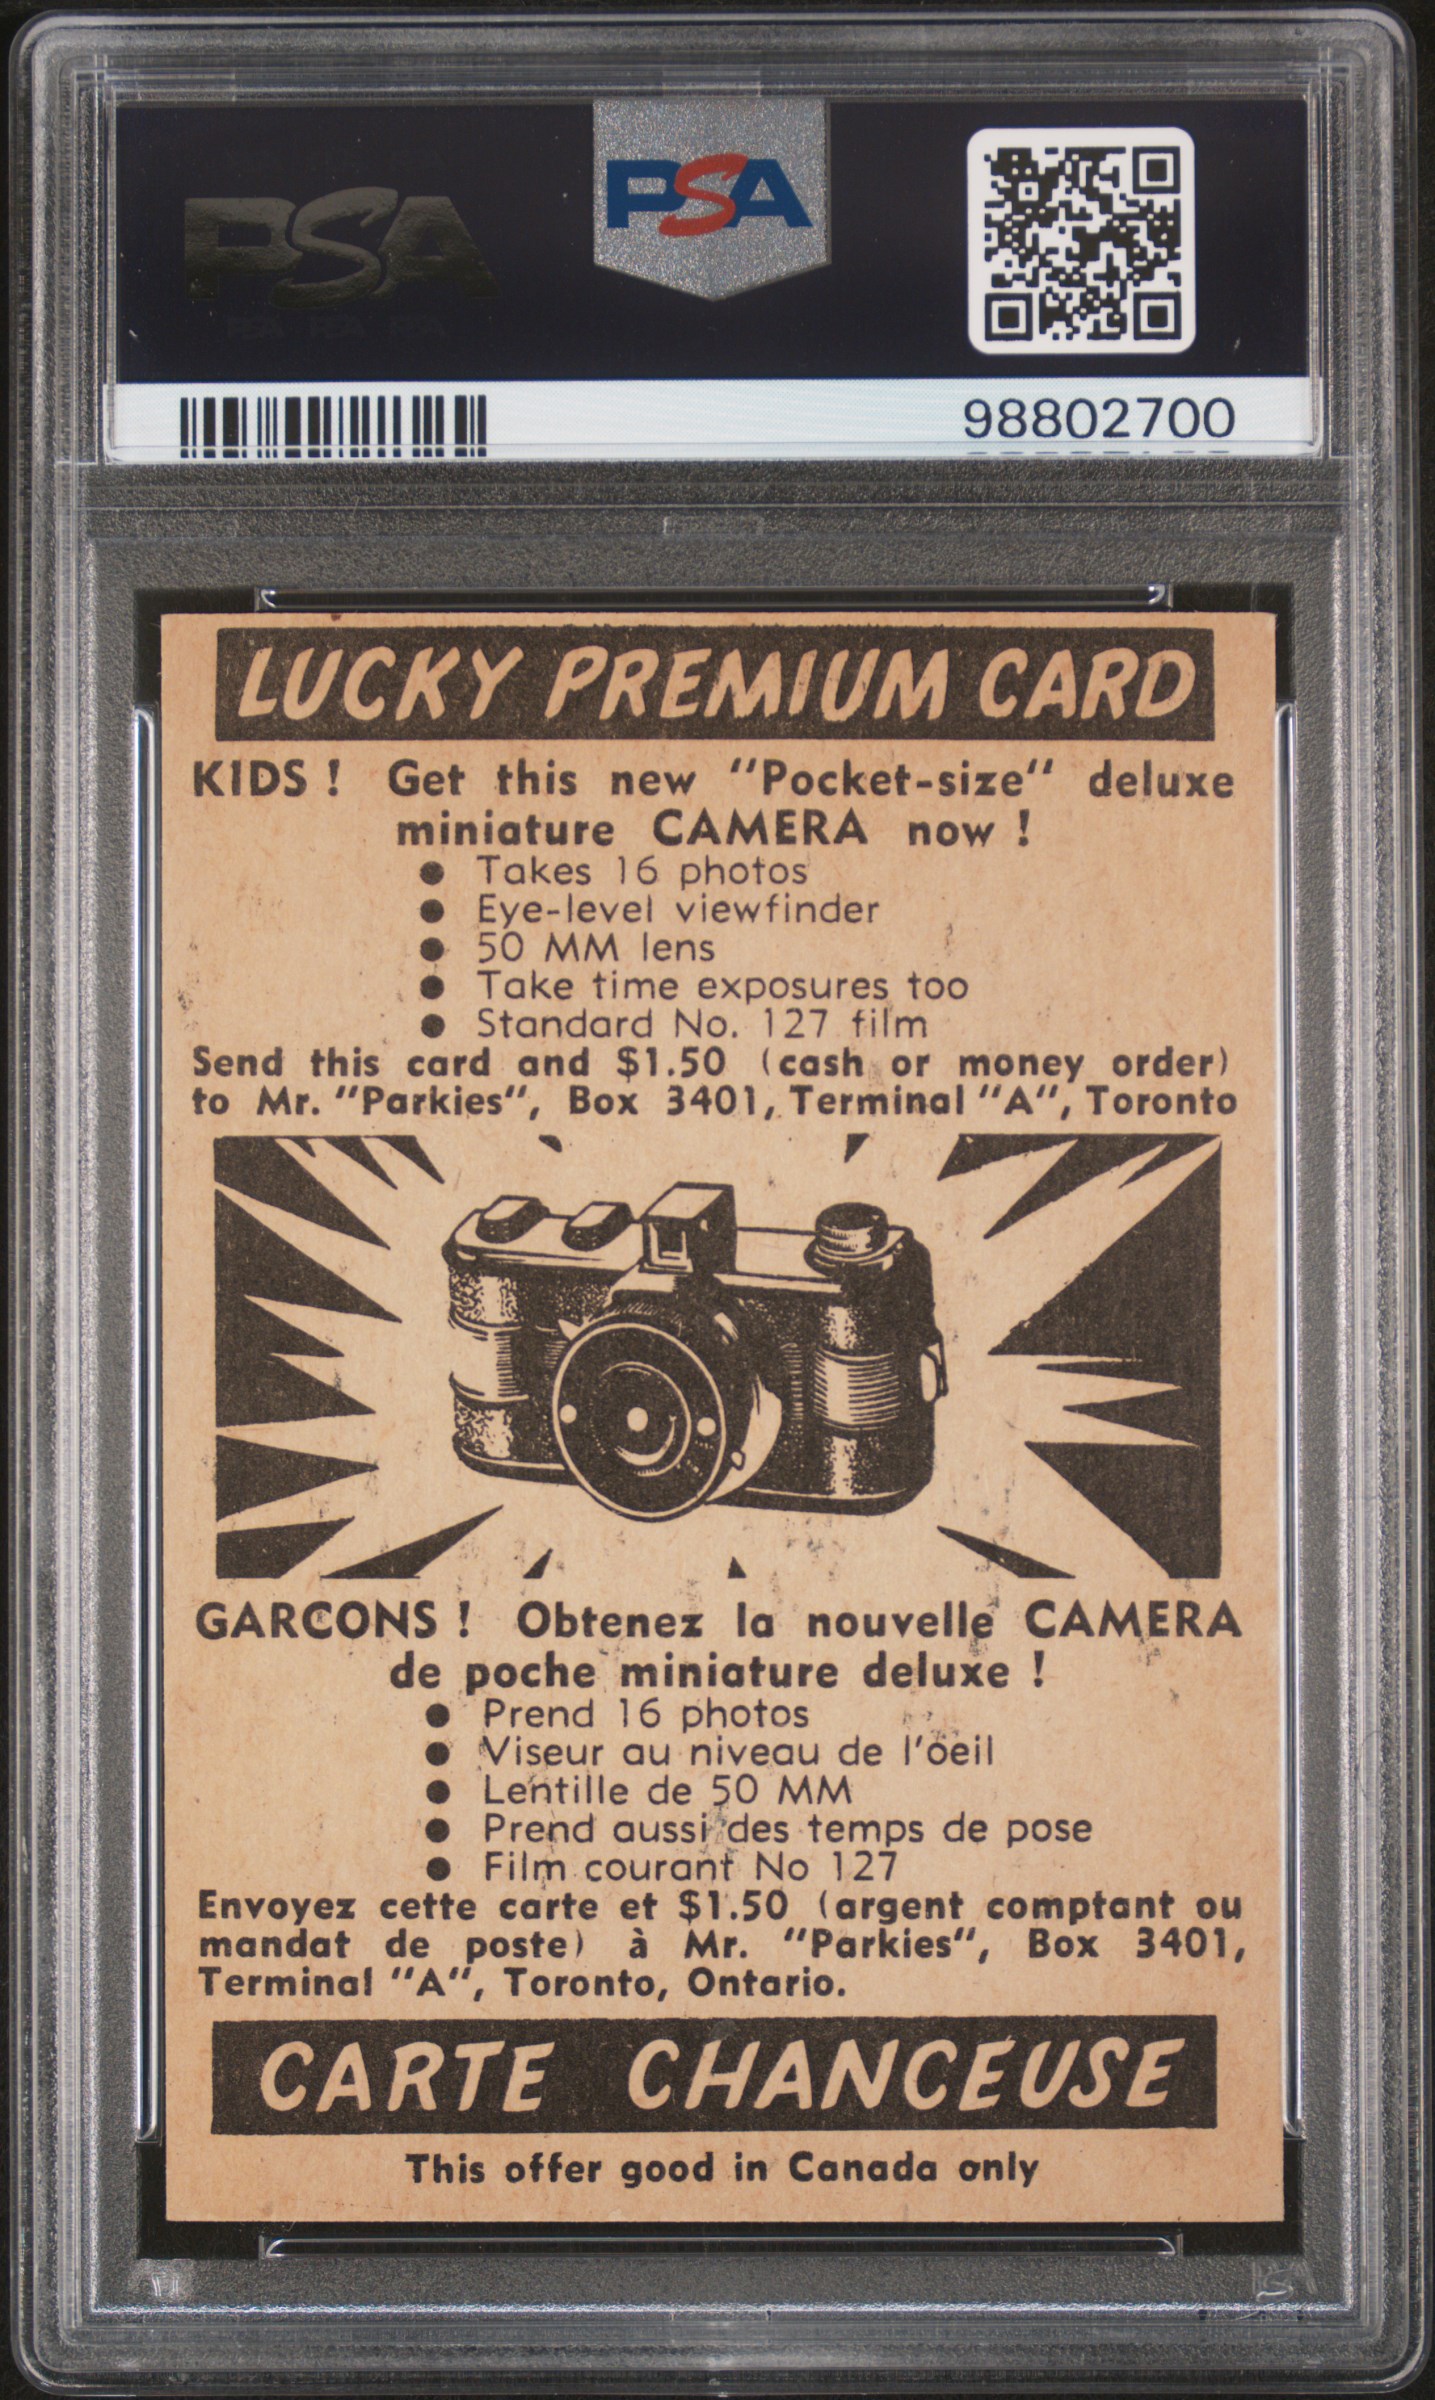 PSA
PSA
98802700
LUCKY PREMIUM CARD
KIDS ! Get this new "Pocket-size" deluxe
miniature CAMERA now !
● Takes 16 photos
● Eye-level viewfinder
● 50 MM lens
● Take time exposures too
● Standard No. 127 film
Send this card and $1.50 (cash or money order)
to Mr. "Parkies", Box 3401, Terminal "A", Toronto
GARCONS ! Obtenez la nouvelle CAMERA
de poche miniature deluxe !
● Prend 16 photos
● Viseur au niveau de l'oeil
● Lentille de 50 MM
● Prend aussi des temps de pose
● Film courant No 127
Envoyez cette carte et $1.50 (argent comptant ou
mandat de poste) à Mr. "Parkies", Box 3401,
Terminal "A", Toronto, Ontario.
CARTE CHANCEUSE
This offer good in Canada only
PSA